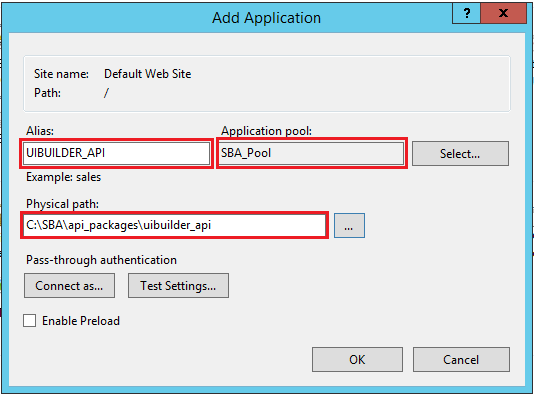 Add Application
?
x
Site name: Default Web Site
Path: /
Alias: Application pool:
UIBUILDER_API SBA_Pool Select...
Example: sales
Physical path:
C:\SBA\api_packages\uibuilder_api ...
Pass-through authentication
Connect as... Test Settings...
Enable Preload
OK Cancel